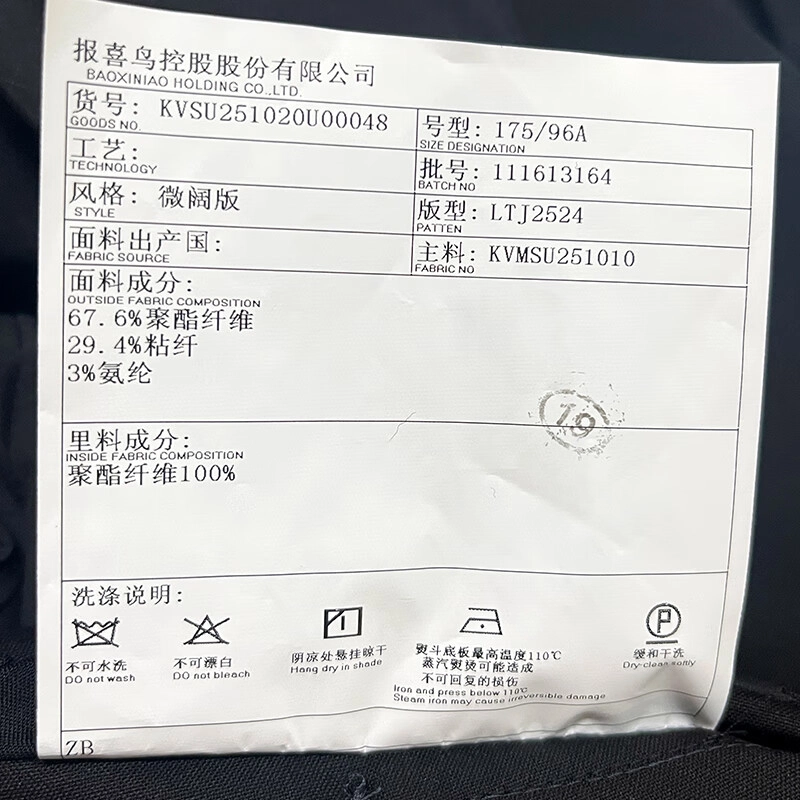 报喜鸟控股股份有限公司
BAOXINIAO HOLDING CO.,LTD.
货号: KVSU251020U00048
GOODS NO.
号型: 175/96A
SIZE DESIGNATION
工艺:
TECHNOLOGY
批号: 111613164
BATCH NO
风格: 微阔版
STYLE
版型: LTJ2524
PATTEN
面料出产国:
FABRIC SOURCE
主料: KVMSU251010
FABRIC NO
面料成分:
OUTSIDE FABRIC COMPOSITION
67.6%聚酯纤维
29.4%粘纤
3%氨纶
19
里料成分:
INSIDE FABRIC COMPOSITION
聚酯纤维100%
洗涤说明:
P
不可水洗
DO not wash
不可漂白
DO not bleach
阴凉处悬挂晾干
Hang dry in shade
熨斗底板最高温度110℃
蒸汽熨烫可能造成
不可回复的损伤
Iron and press below 110℃
Steam iron may cause irreversible damage
缓和干洗
Dry-clean softly
ZB